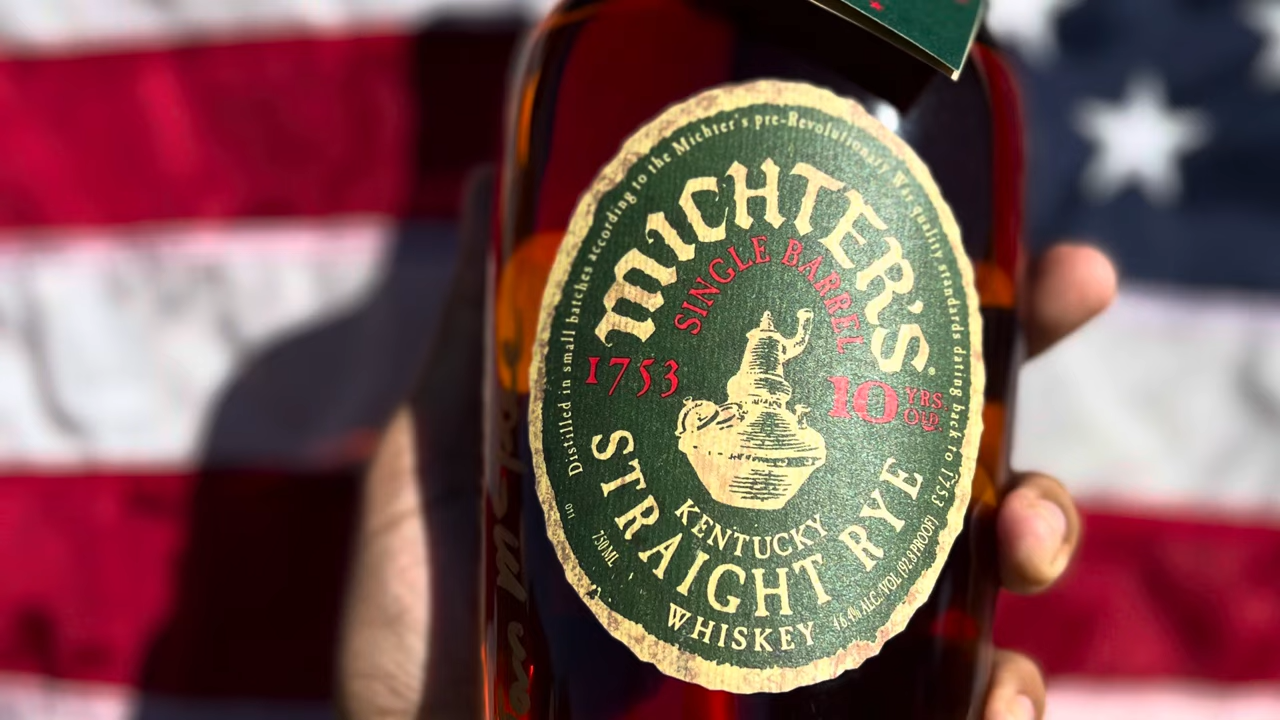 Distilled in small batches according to the Michter's pre-Revolutionary War quality standards dating back to 1753
MICHTER'S®
SINGLE BARREL
1753
10 YRS. OLD
KENTUCKY
STRAIGHT RYE
WHISKEY
750ML
46.4% ALC./VOL. (92.8 PROOF)